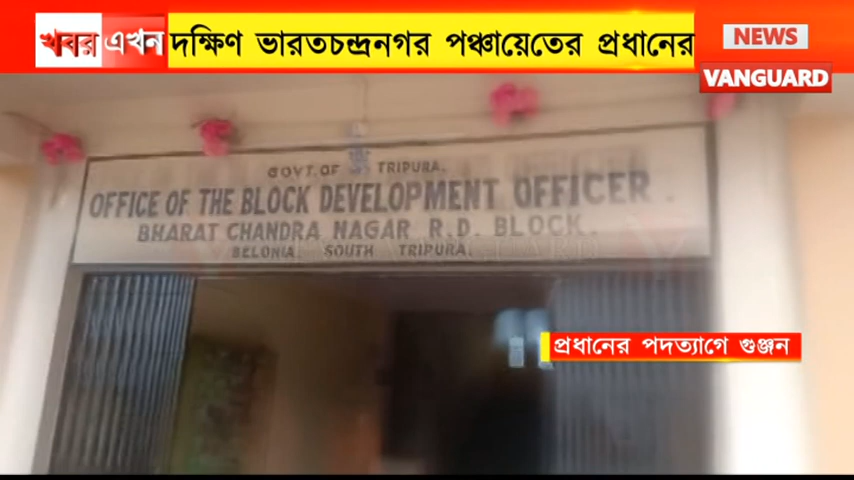 খবর এখন দক্ষিণ ভারতচন্দ্রনগর পঞ্চায়েতের প্রধানের
NEWS
VANGUARD
GOVT. OF TRIPURA.
OFFICE OF THE BLOCK DEVELOPMENT OFFICER.
BHARAT CHANDRA NAGAR R.D. BLOCK.
BELONIA SOUTH TRIPURA
প্রধানের পদত্যাগে গুঞ্জন